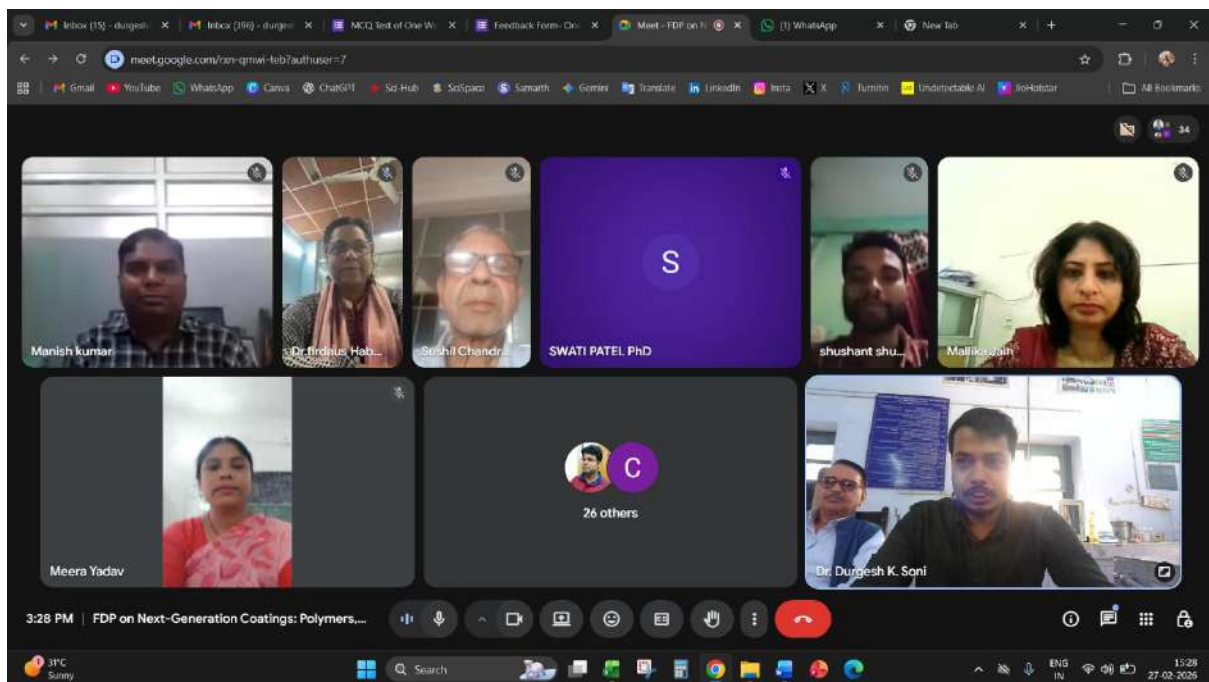 Inbox (15) - durgesh
Inbox (396) - durges
MCQ Test of One We
Feedback Form- One
Meet - FDP on N
(1) WhatsApp
New Tab
meet.google.com/rxn-qmwi-teb?authuser=7
Gmail
YouTube
WhatsApp
Canva
ChatGPT
Sci-Hub
SciSpace
Samarth
Gemini
Translate
LinkedIn
Insta
X
Turnitin
Undetectable AI
JioHotstar
All Bookmarks
34
Manish kumar
Dr.firdaus Hab...
Sushil Chandr...
S
SWATI PATEL PhD
shushant shu...
Mallika Jain
Meera Yadav
C
26 others
Dr. Durgesh K. Soni
3:28 PM | FDP on Next-Generation Coatings: Polymers,...
31°C
Sunny
Search
ENG
IN
15:28
27-02-2026